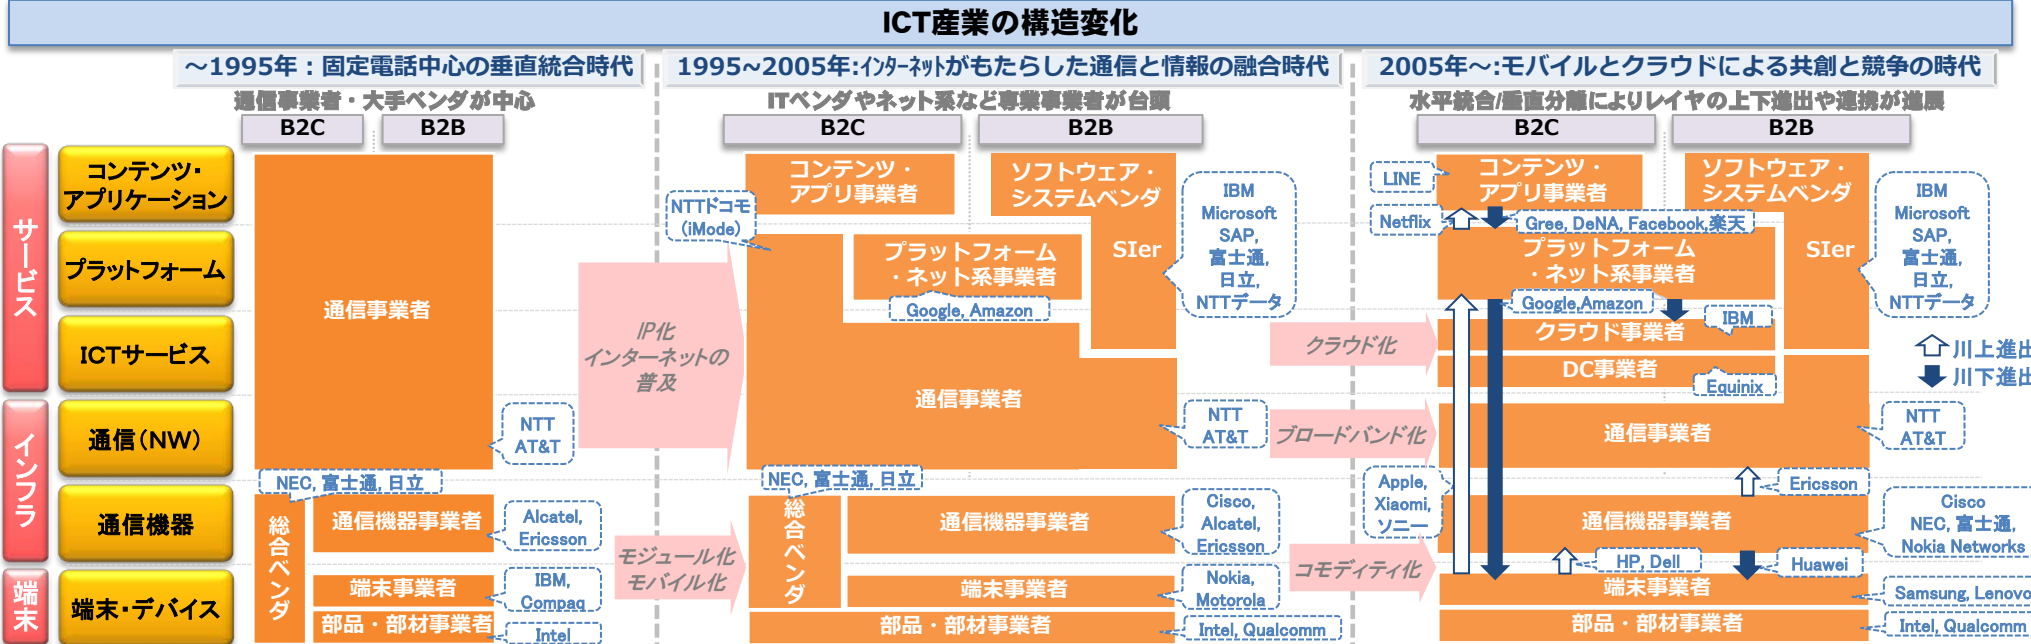 ICT産業の構造変化
～1995年：固定電話中心の垂直統合時代
通信事業者・大手ベンダが中心
B2C
B2B
1995~2005年:ｲﾝﾀｰﾈｯﾄがもたらした通信と情報の融合時代
ITベンダやネット系など専業事業者が台頭
B2C
B2B
2005年～:モバイルとクラウドによる共創と競争の時代
水平統合/垂直分離によりレイヤの上下進出や連携が進展
B2C
B2B
サービス
インフラ
端末
コンテンツ・
アプリケーション
プラットフォーム
ICTサービス
通信（NW）
通信機器
端末・デバイス
通信事業者
NTT
AT&T
NEC, 富士通, 日立
総合ベンダ
通信機器事業者
Alcatel,
Ericsson
端末事業者
IBM,
Compaq
部品・部材事業者
Intel
IP化
インターネットの
普及
モジュール化
モバイル化
コンテンツ・
アプリ事業者
ソフトウェア・
システムベンダ
SIer
NTTドコモ
（iMode）
プラットフォーム
・ネット系事業者
Google, Amazon
IBM
Microsoft
SAP,
富士通,
日立,
NTTデータ
通信事業者
NTT
AT&T
NEC, 富士通, 日立
総合ベンダ
通信機器事業者
Cisco,
Alcatel,
Ericsson
端末事業者
Nokia,
Motorola
部品・部材事業者
Intel, Qualcomm
クラウド化
ブロードバンド化
コモディティ化
LINE
Netflix
コンテンツ・
アプリ事業者
ソフトウェア・
システムベンダ
SIer
Gree, DeNA, Facebook,楽天
プラットフォーム
・ネット系事業者
Google,Amazon
IBM
クラウド事業者
DC事業者
Equinix
IBM
Microsoft
SAP,
富士通,
日立,
NTTデータ
川上進出
川下進出
通信事業者
NTT
AT&T
Apple,
Xiaomi,
ソニー
Ericsson
通信機器事業者
Cisco
NEC, 富士通,
Nokia Networks
HP, Dell
Huawei
端末事業者
Samsung, Lenovo
部品・部材事業者
Intel, Qualcomm